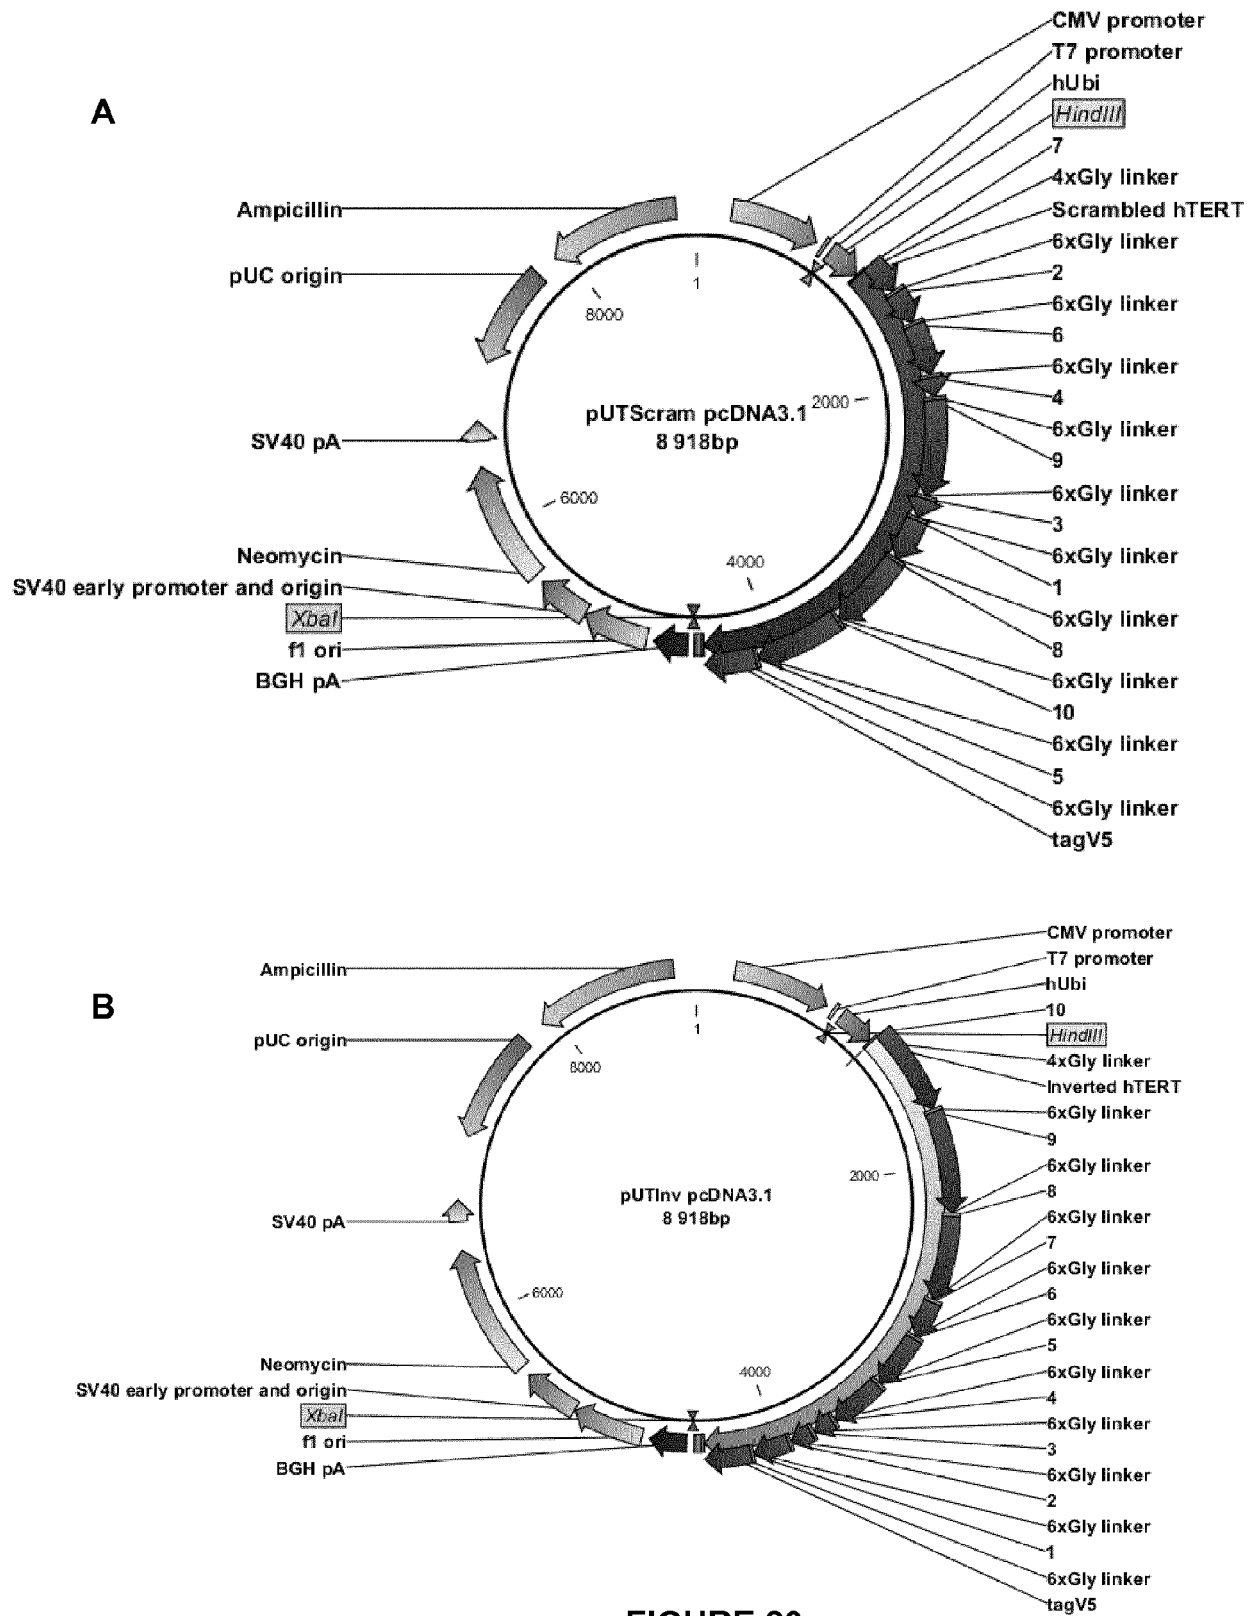 A
CMV promoter
T7 promoter
hUbi
HindIII
7
4xGly linker
Scrambled hTERT
6xGly linker
2
6xGly linker
6
6xGly linker
4
6xGly linker
9
6xGly linker
3
6xGly linker
1
6xGly linker
8
6xGly linker
10
6xGly linker
5
6xGly linker
tagV5
Ampicillin
pUC origin
SV40 pA
Neomycin
SV40 early promoter and origin
XbaI
f1 ori
BGH pA
1
8000
2000
6000
4000
pUTScram pcDNA3.1
8 918bp
B
CMV promoter
T7 promoter
hUbi
10
HindIII
4xGly linker
Inverted hTERT
6xGly linker
9
6xGly linker
8
6xGly linker
7
6xGly linker
6
6xGly linker
5
6xGly linker
4
6xGly linker
3
6xGly linker
2
6xGly linker
1
6xGly linker
tagV5
Ampicillin
pUC origin
SV40 pA
Neomycin
SV40 early promoter and origin
XbaI
f1 ori
BGH pA
1
8000
2000
6000
4000
pUTInv pcDNA3.1
8 918bp